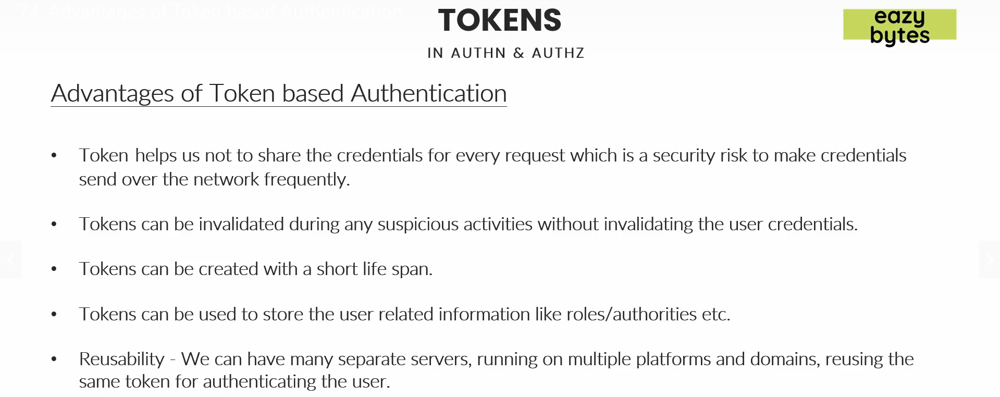 74. Advantages of Token based Authentication
TOKENS
eazy
bytes
IN AUTHN & AUTHZ
Advantages of Token based Authentication
• Token helps us not to share the credentials for every request which is a security risk to make credentials
send over the network frequently.
• Tokens can be invalidated during any suspicious activities without invalidating the user credentials.
• Tokens can be created with a short life span.
• Tokens can be used to store the user related information like roles/authorities etc.
• Reusability - We can have many separate servers, running on multiple platforms and domains, reusing the
same token for authenticating the user.